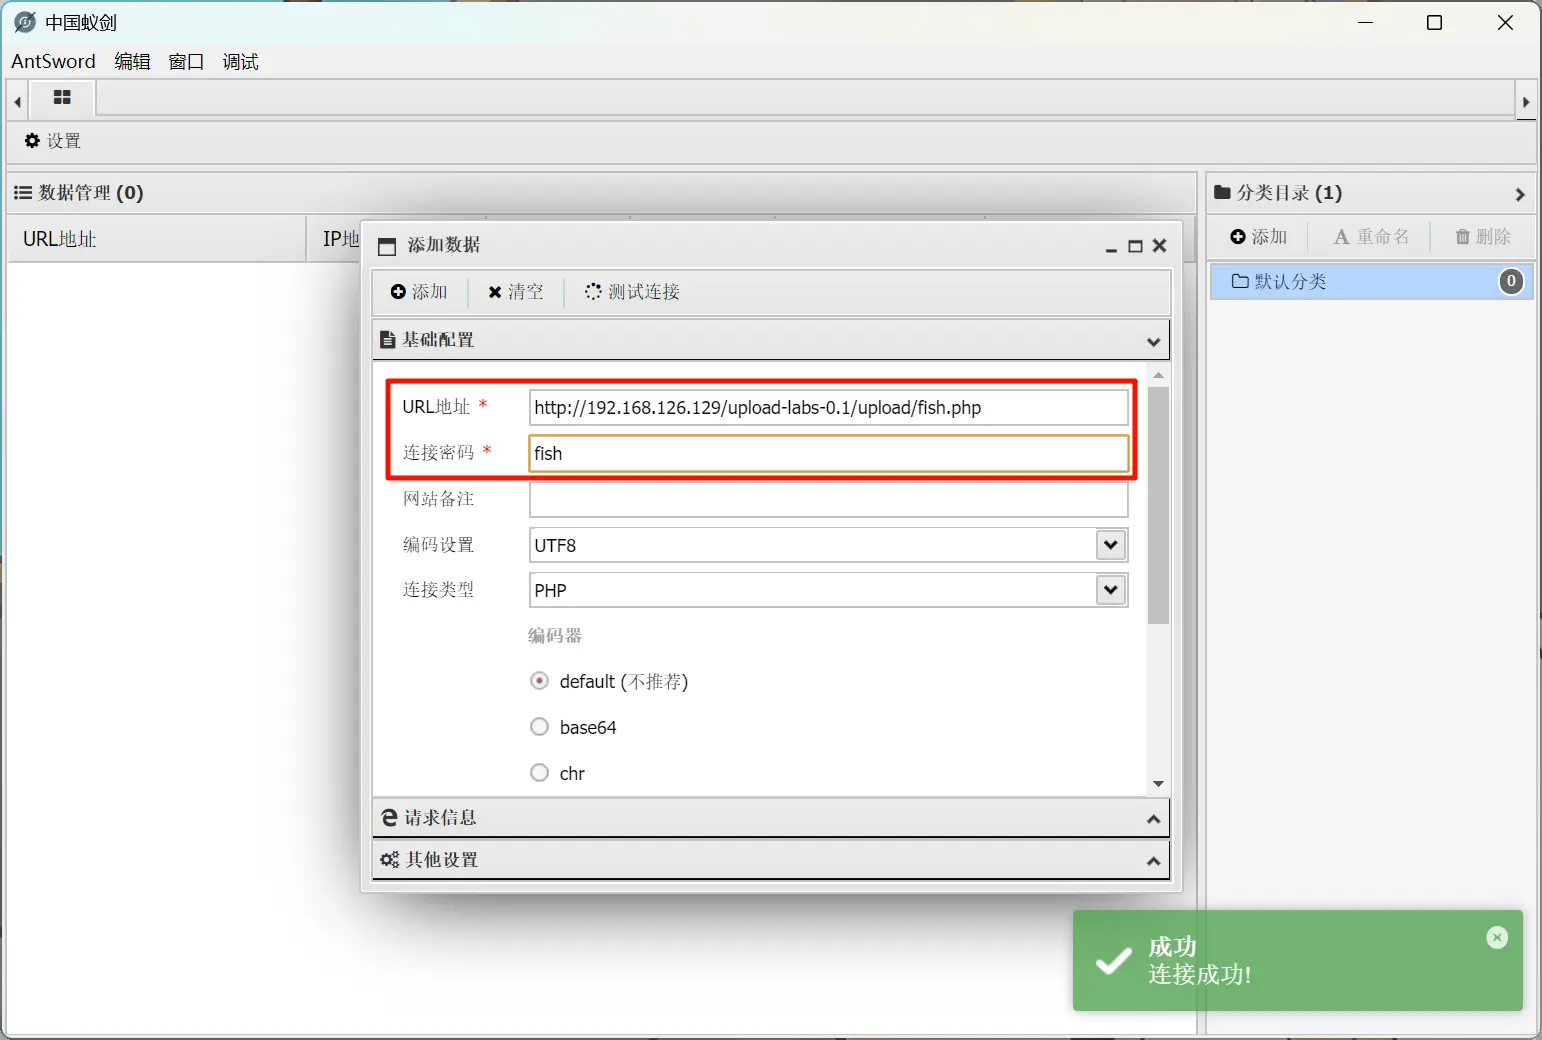 中国蚁剑
AntSword 编辑 窗口 调试
设置
数据管理 (0)
分类目录 (1)
URL地址
IP地
添加 重命名 删除
默认分类 0
添加数据
添加 清空 测试连接
基础配置
URL地址 * http://192.168.126.129/upload-labs-0.1/upload/fish.php
连接密码 * fish
网站备注
编码设置 UTF8
连接类型 PHP
编码器
default (不推荐)
base64
chr
请求信息
其他设置
成功
连接成功!